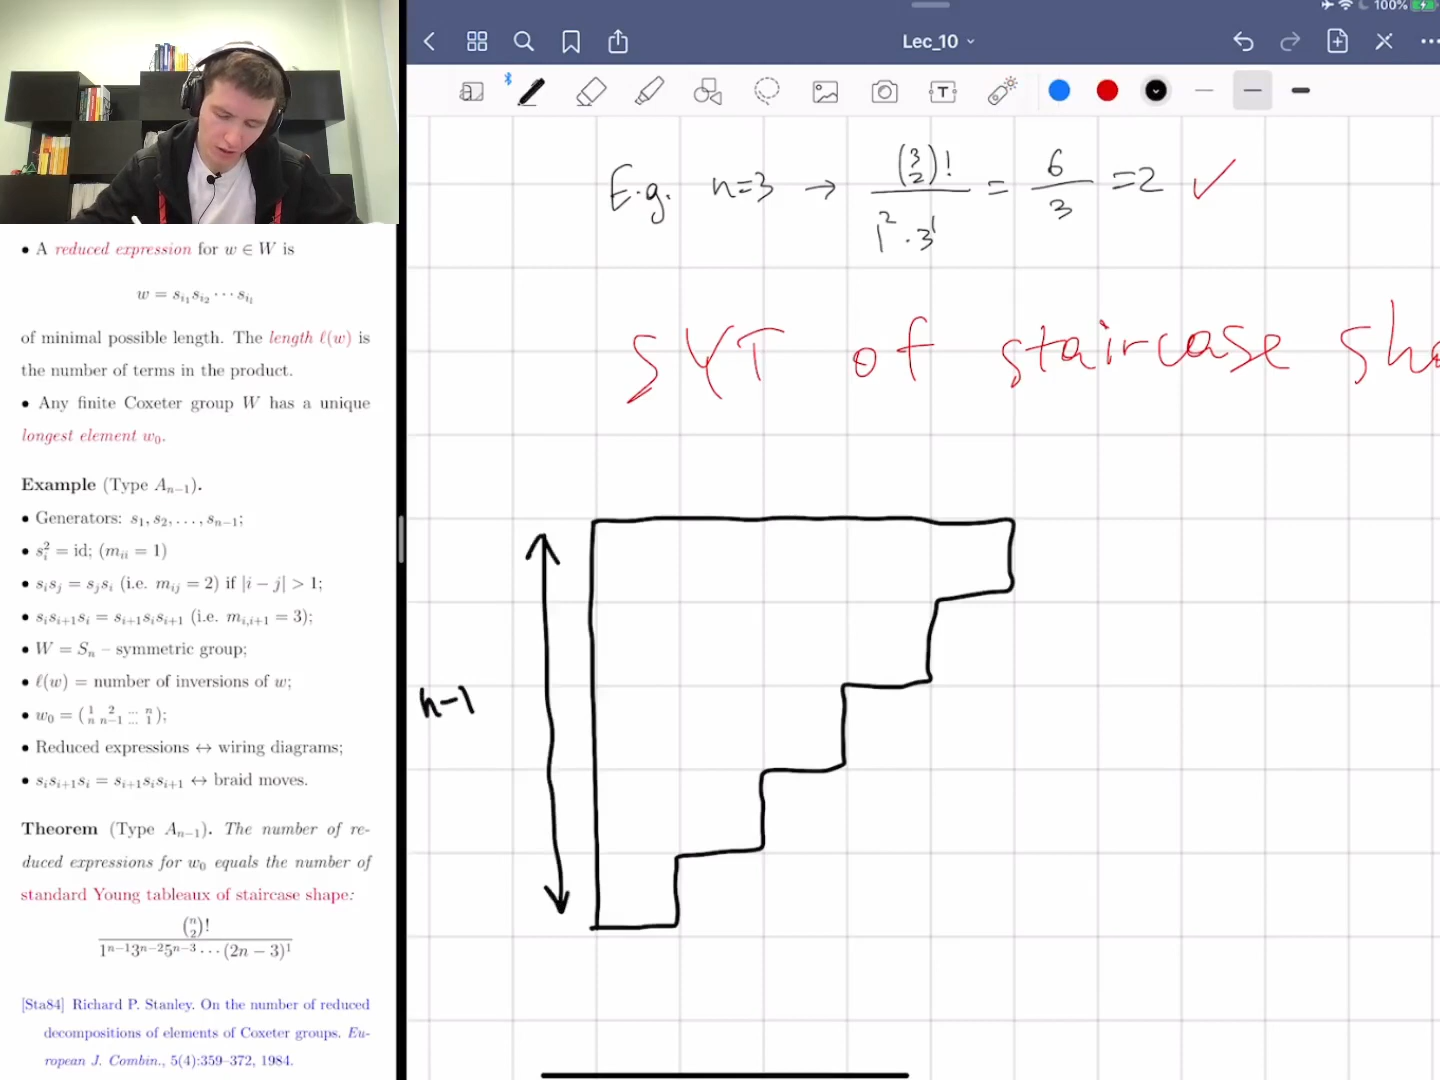 100%
Lec_10
• A reduced expression for w ∈ W is
w = s_{i_1} s_{i_2} ⋯ s_{i_l}
of minimal possible length. The length ℓ(w) is
the number of terms in the product.
• Any finite Coxeter group W has a unique
longest element w_0.
Example (Type A_{n−1}).
• Generators: s_1, s_2, . . . , s_{n−1};
• s_i^2 = id; (m_{ii} = 1)
• s_i s_j = s_j s_i (i.e. m_{ij} = 2) if |i − j| > 1;
• s_i s_{i+1} s_i = s_{i+1} s_i s_{i+1} (i.e. m_{i,i+1} = 3);
• W = S_n – symmetric group;
• ℓ(w) = number of inversions of w;
• w_0 = (1 2 ... n / n n−1 ... 1);
• Reduced expressions ↔ wiring diagrams;
• s_i s_{i+1} s_i = s_{i+1} s_i s_{i+1} ↔ braid moves.
Theorem (Type A_{n−1}). The number of re-
duced expressions for w_0 equals the number of
standard Young tableaux of staircase shape:
\binom{n}{2}!
1^{n−1}3^{n−2}5^{n−3} ⋯ (2n − 3)^1
[Sta84] Richard P. Stanley. On the number of reduced
decompositions of elements of Coxeter groups. Eu-
ropean J. Combin., 5(4):359–372, 1984.
E.g. n=3 → \binom{3}{2}! / 1^2 · 3^1 = 6/3 = 2 ✓
SYT of staircase sh
n-1
T